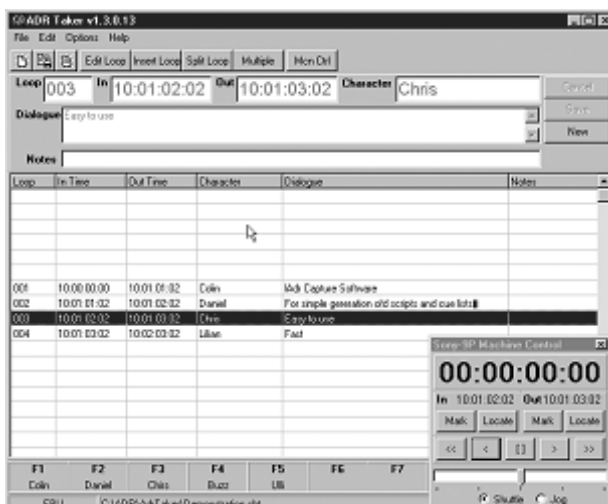 ADR Taker v1.3.0.13
File Edit Options Help
Edit Loop Insert Loop Split Loop Multiple Mon Ctrl
Loop 003 In 10:01:02:02 Out 10:01:03:02 Character Chris Cancel
Save
Dialogue Easy to use
New
Notes
Loop In Time Out Time Character Dialogue Notes
001 10:00:00:00 10:01:01:02 Colin Adr Capture Software
002 10:01:01:02 10:01:02:02 Daniel For simple generation of scripts and cue lists
003 10:01:02:02 10:01:03:02 Chris Easy to use
004 10:01:03:02 10:02:03:02 Lilian Fast
Sony-9P Machine Control
00:00:00:00
In 10:01:02:02 Out 10:01:03:02
Mark Locate Mark Locate
<< < [] > >>
Shuttle Jog
F1 F2 F3 F4 F5 F6 F7
Colin Daniel Chris Buzz Ulli
EBU